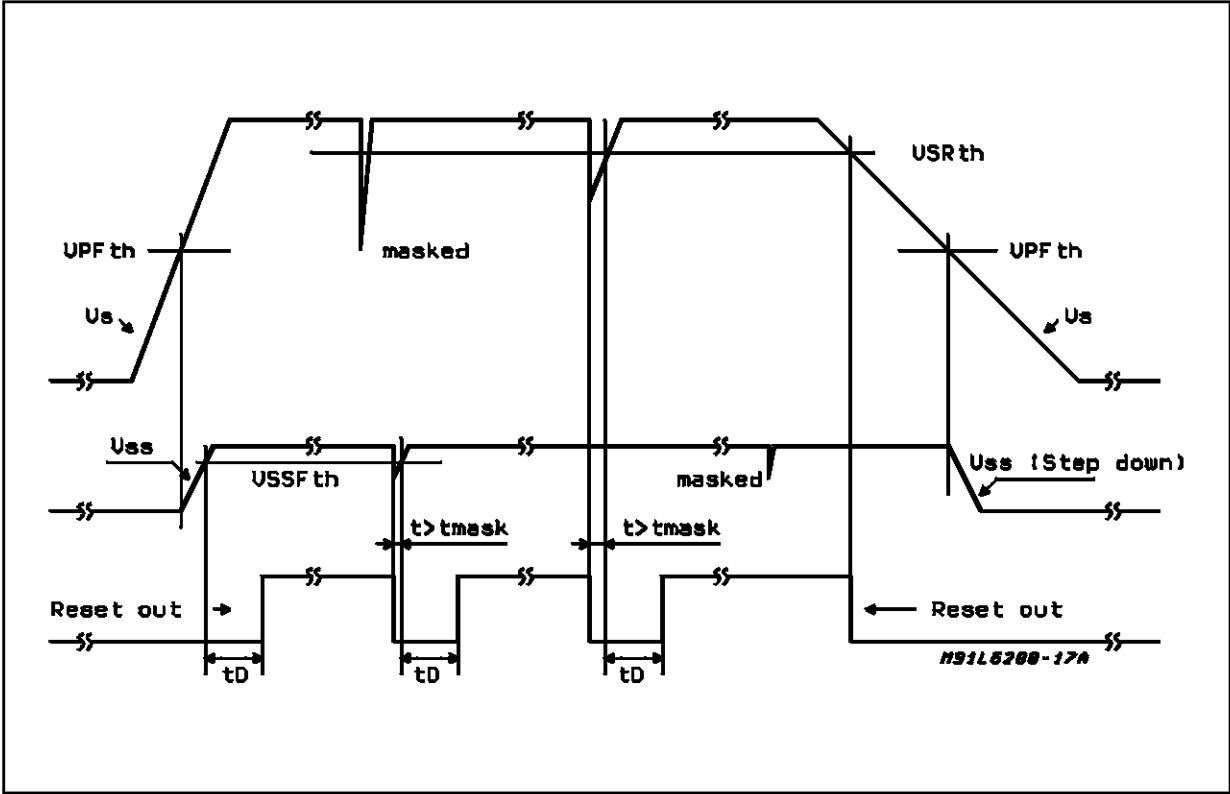 VSRth
VPFth
masked
VPFth
Vs
Vs
Vss
VSSFth
masked
Vss (Step down)
t>tmask
t>tmask
Reset out
Reset out
M91L6200-17A
tD
tD
tD